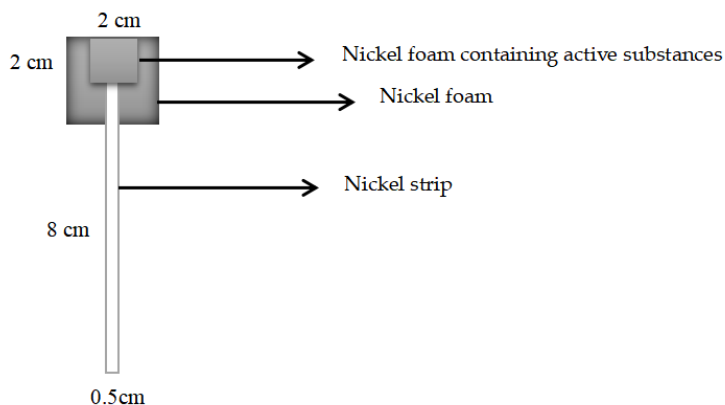 2 cm
2 cm
Nickel foam containing active substances
Nickel foam
Nickel strip
8 cm
0.5cm